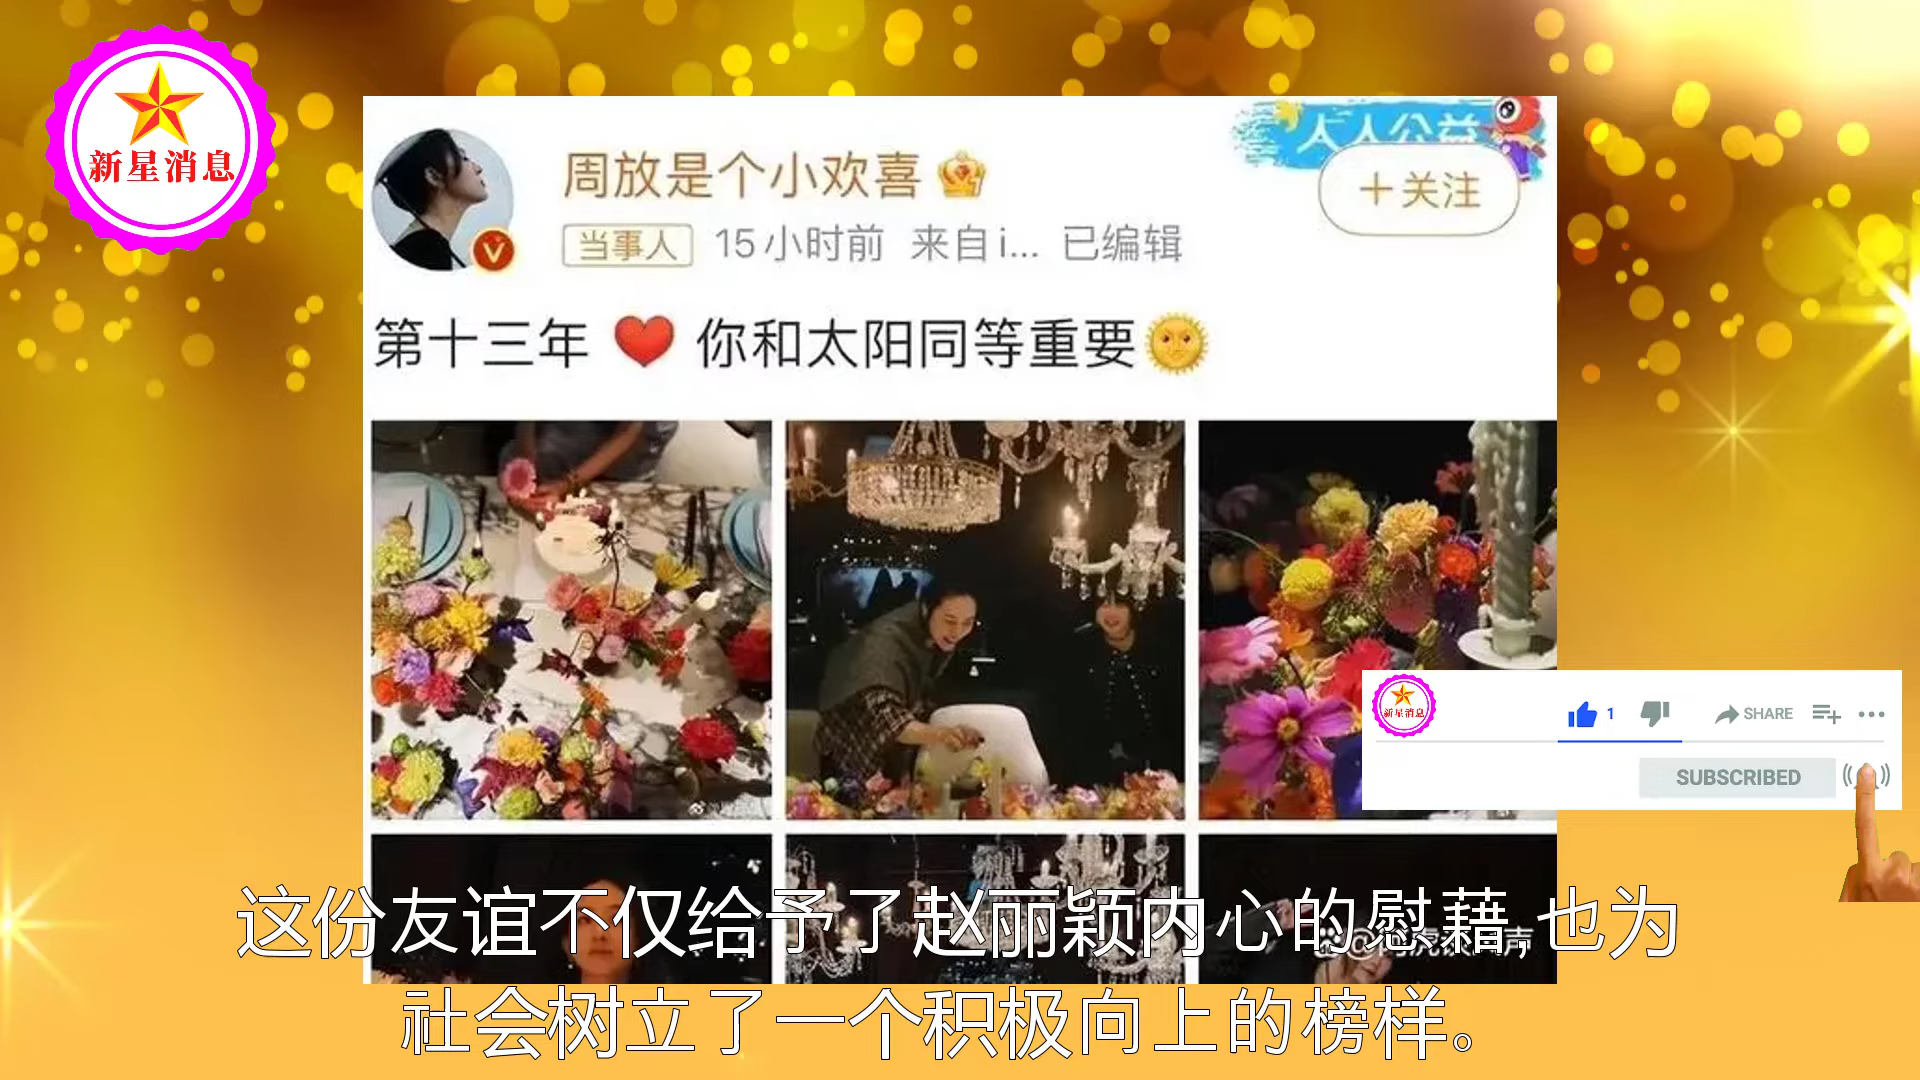 新星消息
人人公益
周放是个小欢喜
+关注
当事人 15小时前 来自i... 已编辑
第十三年 ❤️ 你和太阳同等重要🌞
新星消息
1
SHARE
SUBSCRIBED
这份友谊不仅给予了赵丽颖内心的慰藉,也为
社会树立了一个积极向上的榜样。